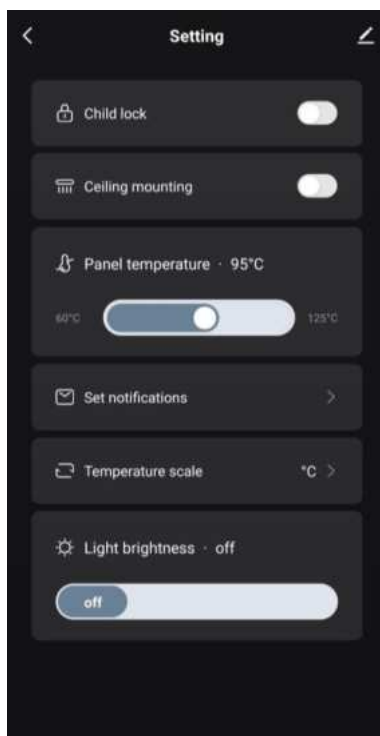 Setting
Child lock
Ceiling mounting
Panel temperature · 95°C
60°C 125°C
Set notifications
Temperature scale °C
Light brightness · off
off